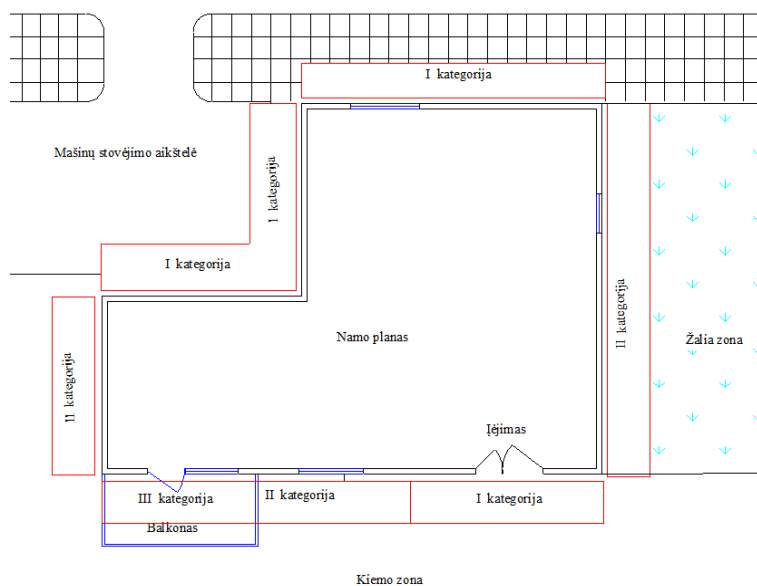 I kategorija
Mašinų stovėjimo aikštelė
I kategorija
I kategorija
II kategorija
II kategorija
Namo planas
Žalia zona
Įėjimas
III kategorija
II kategorija
I kategorija
Balkonas
Kiemo zona